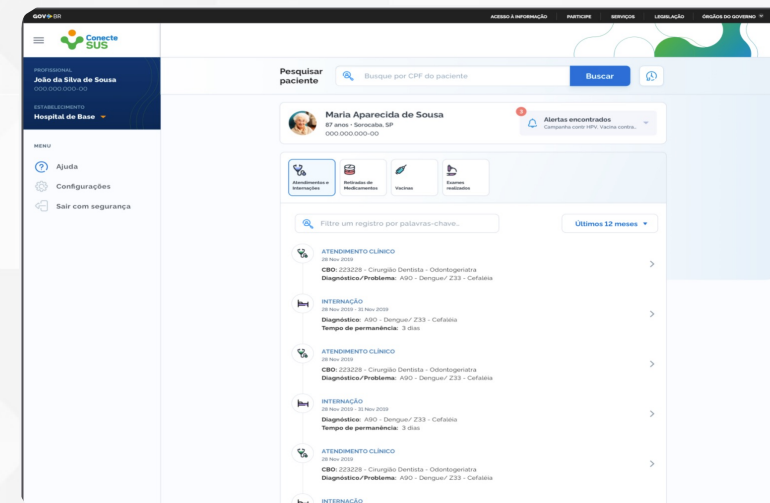 GOV BR
ACESSO À INFORMAÇÃO PARTICIPE SERVIÇOS LEGISLAÇÃO ÓRGÃOS DO GOVERNO
Conecte
SUS
PROFISSIONAL
João da Silva de Sousa
000.000.000-00
ESTABELECIMENTO
Hospital de Base
MENU
Ajuda
Configurações
Sair com segurança
Pesquisar
paciente
Busque por CPF do paciente
Buscar
Maria Aparecida de Sousa
87 anos · Sorocaba, SP
000.000.000-00
3
Alertas encontrados
Campanha contr HPV, Vacina contra...
Atendimentos e
Internações
Retiradas de
Medicamentos
Vacinas
Exames
realizados
Filtre um registro por palavras-chave...
Últimos 12 meses
ATENDIMENTO CLÍNICO
28 Nov 2019
CBO: 223228 - Cirurgião Dentista - Odontogeriatra
Diagnóstico/Problema: A90 - Dengue/ Z33 - Cefaléia
INTERNAÇÃO
28 Nov 2019 - 31 Nov 2019
Diagnóstico: A90 - Dengue/ Z33 - Cefaléia
Tempo de permanência: 3 dias
ATENDIMENTO CLÍNICO
28 Nov 2019
CBO: 223228 - Cirurgião Dentista - Odontogeriatra
Diagnóstico/Problema: A90 - Dengue/ Z33 - Cefaléia
INTERNAÇÃO
28 Nov 2019 - 31 Nov 2019
Diagnóstico: A90 - Dengue/ Z33 - Cefaléia
Tempo de permanência: 3 dias
ATENDIMENTO CLÍNICO
28 Nov 2019
CBO: 223228 - Cirurgião Dentista - Odontogeriatra
Diagnóstico/Problema: A90 - Dengue/ Z33 - Cefaléia
INTERNAÇÃO